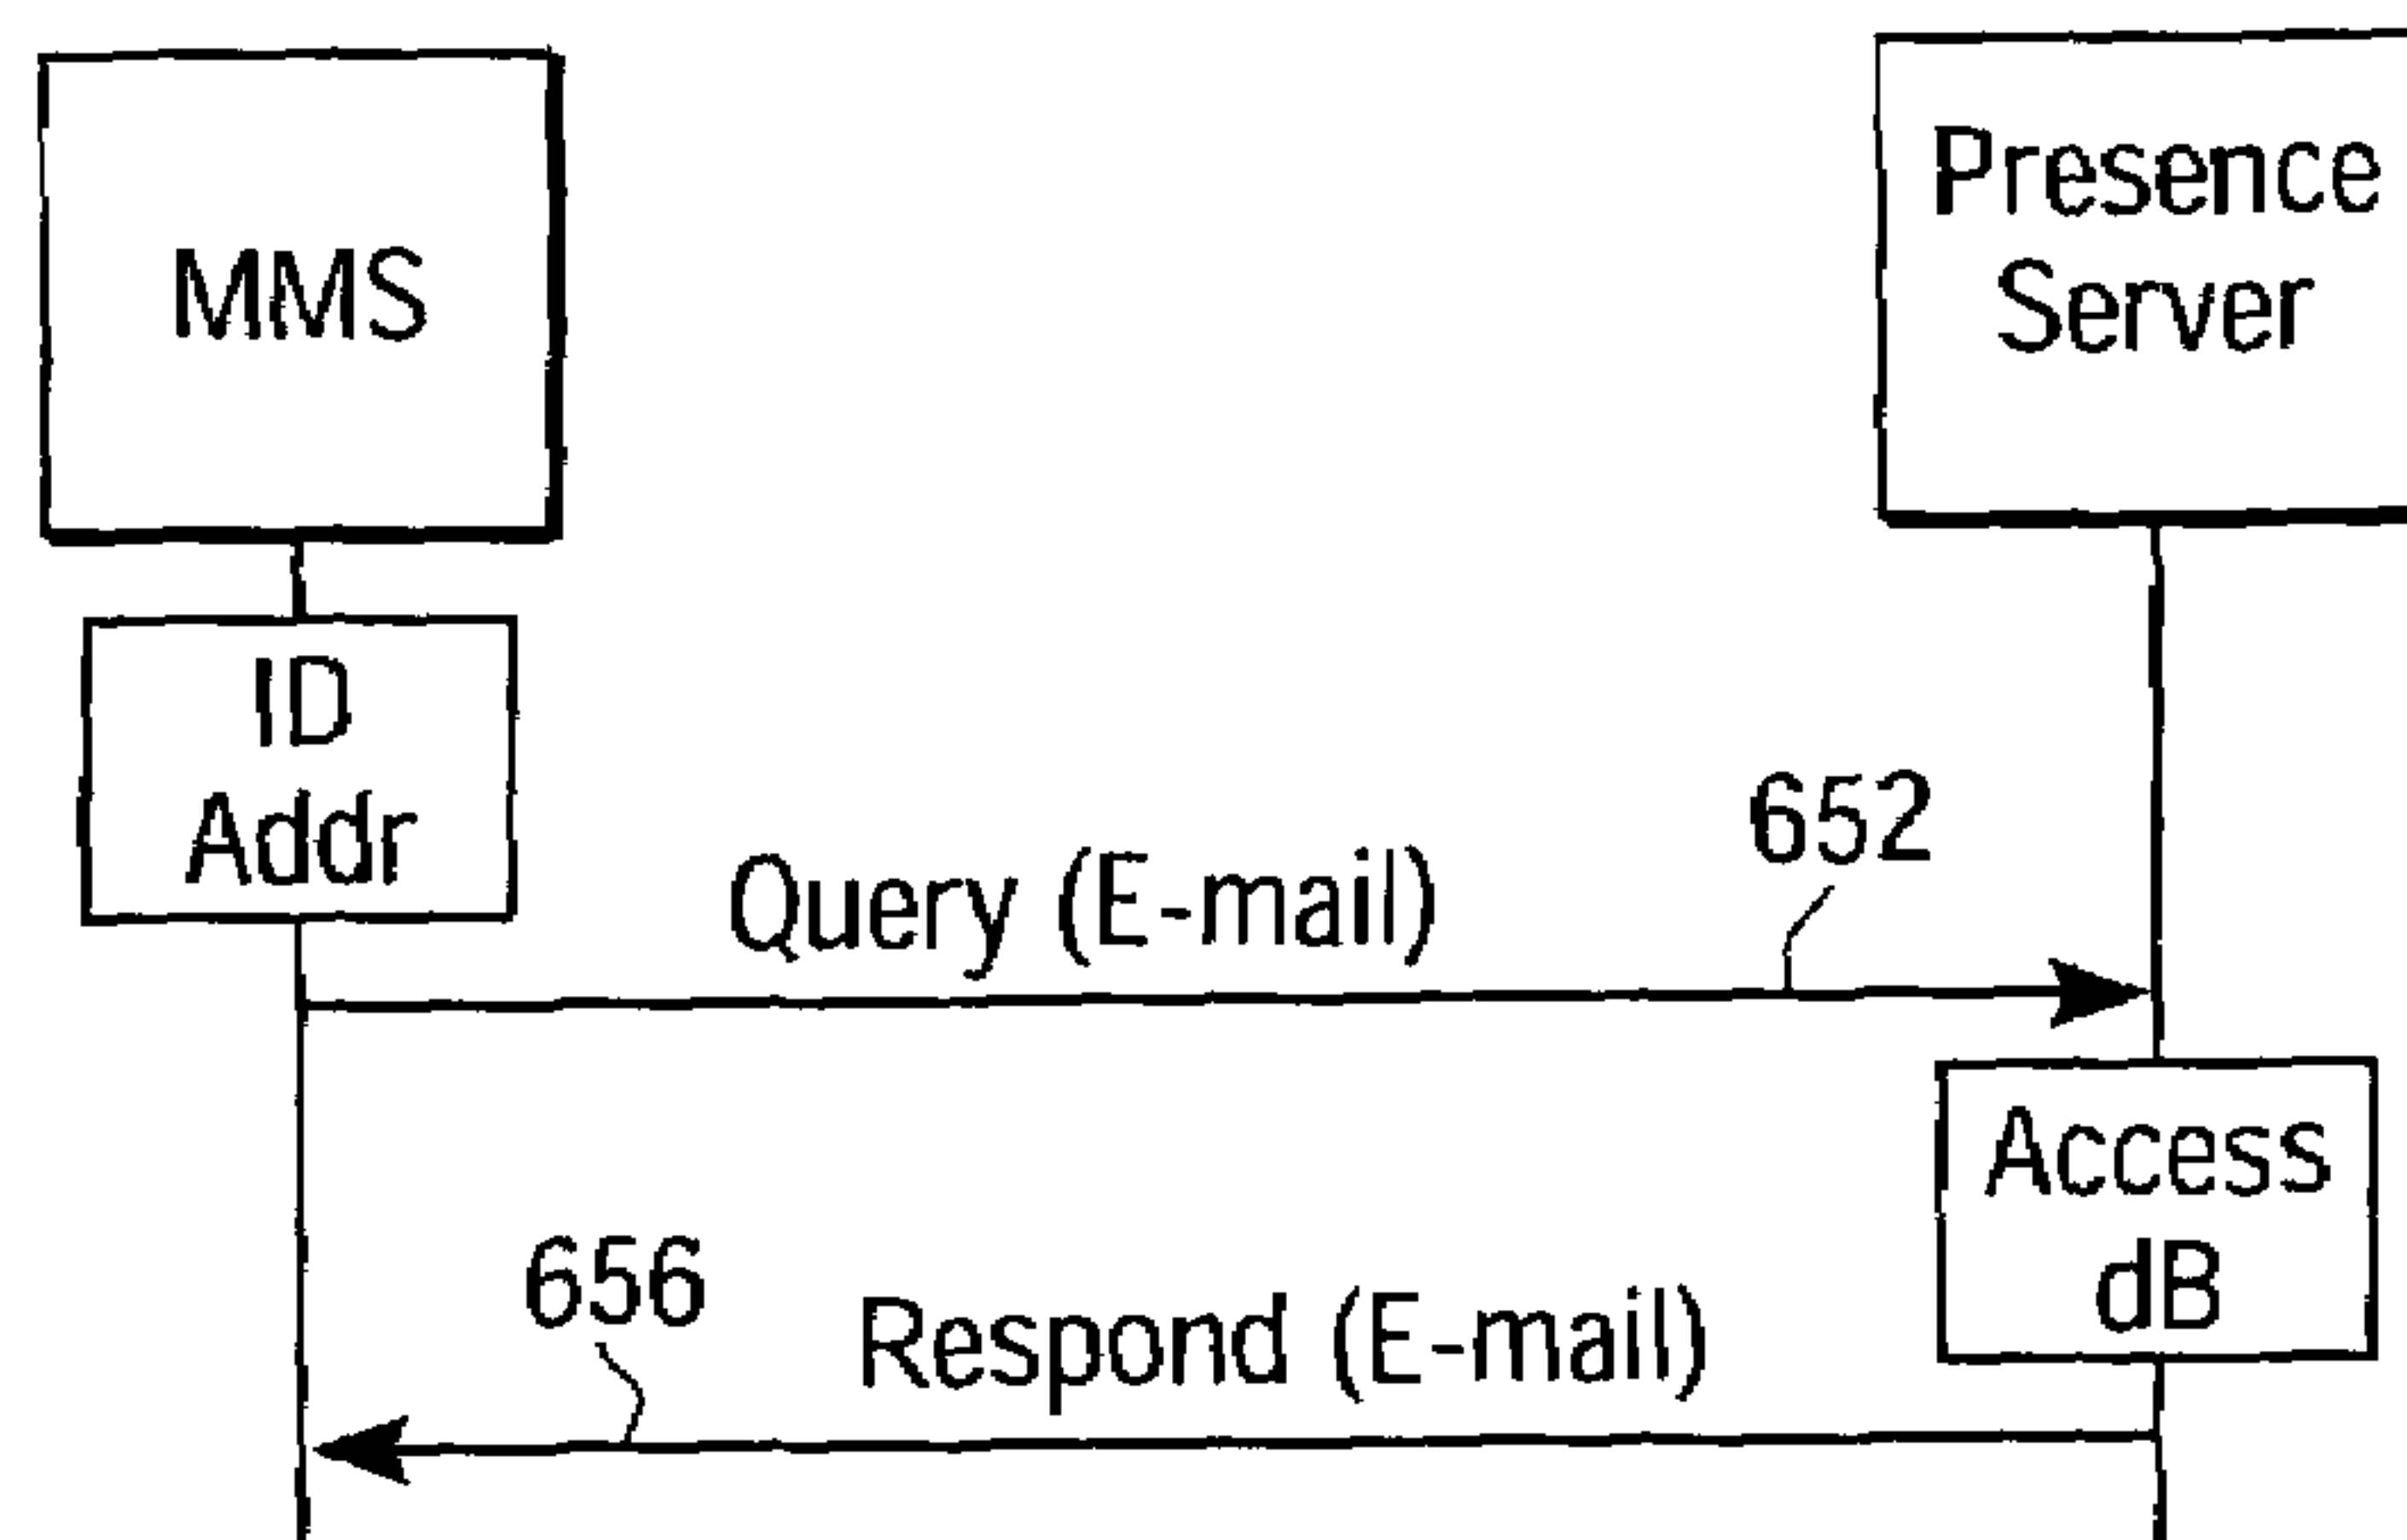 MMS
Presence
Server
ID
Addr
Query (E-mail)
652
Access
dB
656
Respond (E-mail)